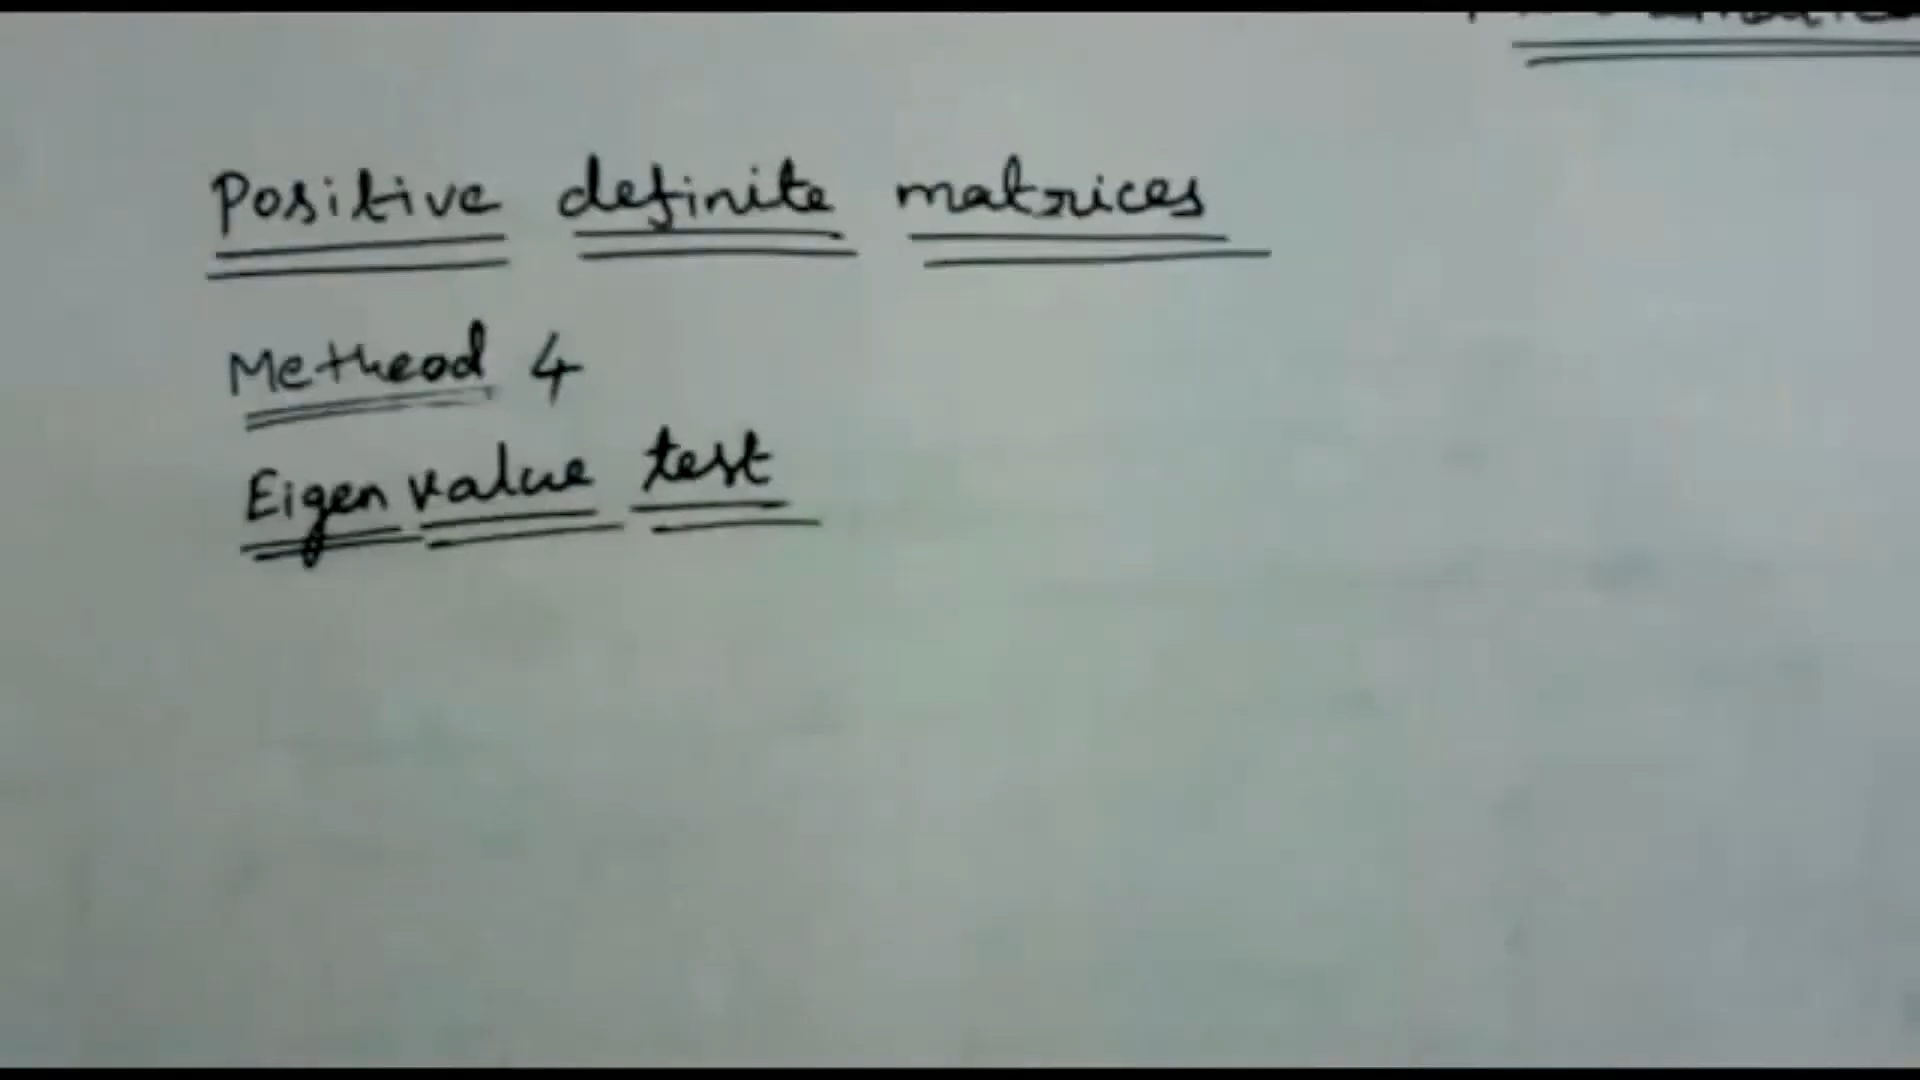 Positive definite matrices
Metheod 4
Eigen value test